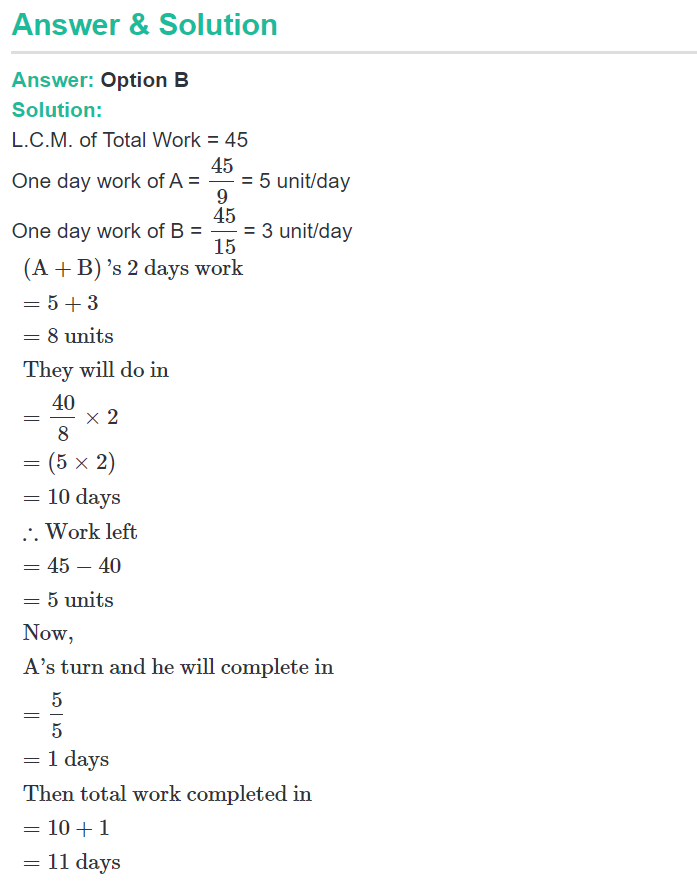 Answer & Solution
Answer: Option B
Solution:
L.C.M. of Total Work = 45
One day work of A = 45/9 = 5 unit/day
One day work of B = 45/15 = 3 unit/day
(A + B) ’s 2 days work
= 5 + 3
= 8 units
They will do in
= 40/8 × 2
= (5 × 2)
= 10 days
∴ Work left
= 45 − 40
= 5 units
Now,
A’s turn and he will complete in
= 5/5
= 1 days
Then total work completed in
= 10 + 1
= 11 days